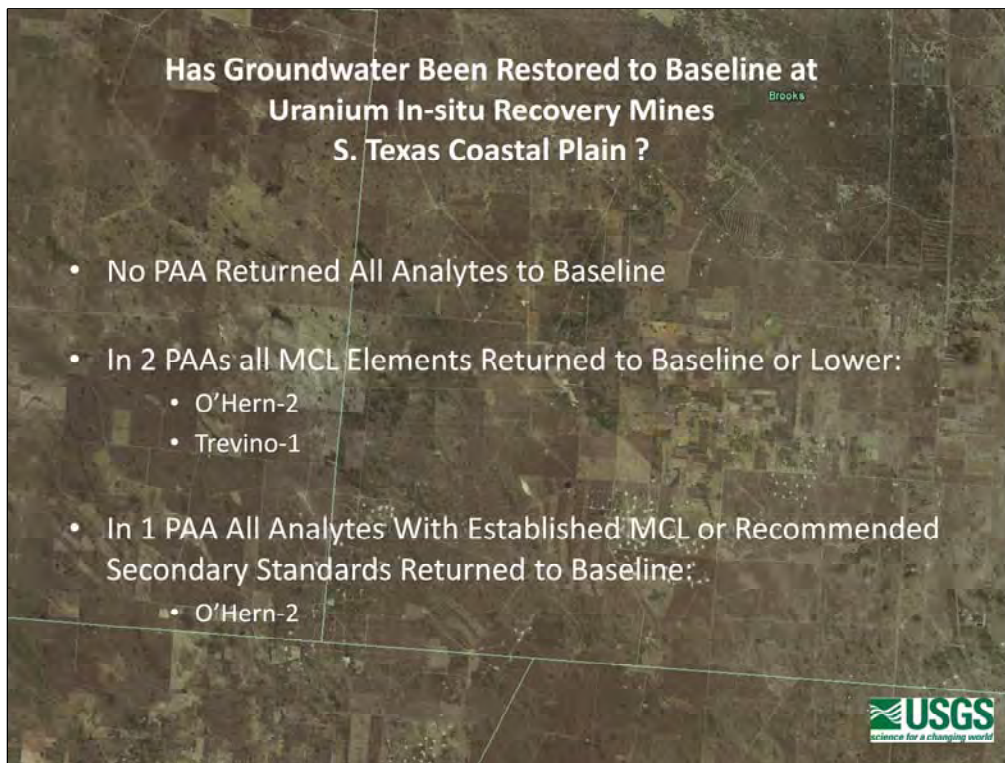 Has Groundwater Been Restored to Baseline at
Uranium In-situ Recovery Mines
Brooks
S. Texas Coastal Plain ?
• No PAA Returned All Analytes to Baseline
• In 2 PAAs all MCL Elements Returned to Baseline or Lower:
• O’Hern-2
• Trevino-1
• In 1 PAA All Analytes With Established MCL or Recommended
Secondary Standards Returned to Baseline:
• O’Hern-2
USGS
science for a changing world